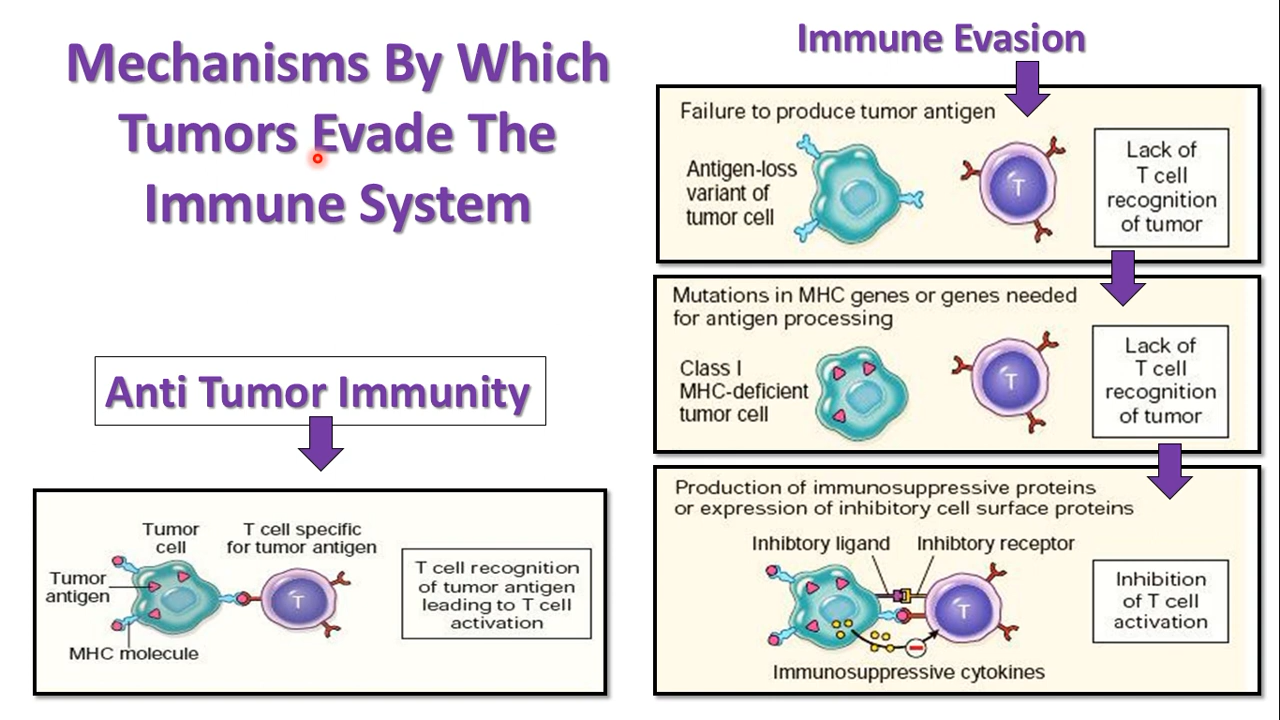 Mechanisms By Which
Tumors Evade The
Immune System
Anti Tumor Immunity
Tumor
cell
T cell specific
for tumor antigen
Tumor
antigen
T
MHC molecule
T cell recognition
of tumor antigen
leading to T cell
activation
Immune Evasion
Failure to produce tumor antigen
Antigen-loss
variant of
tumor cell
T
Lack of
T cell
recognition
of tumor
Mutations in MHC genes or genes needed
for antigen processing
Class I
MHC-deficient
tumor cell
T
Lack of
T cell
recognition
of tumor
Production of immunosuppressive proteins
or expression of inhibitory cell surface proteins
Inhibtory ligand
Inhibtory receptor
T
Immunosuppressive cytokines
Inhibition
of T cell
activation